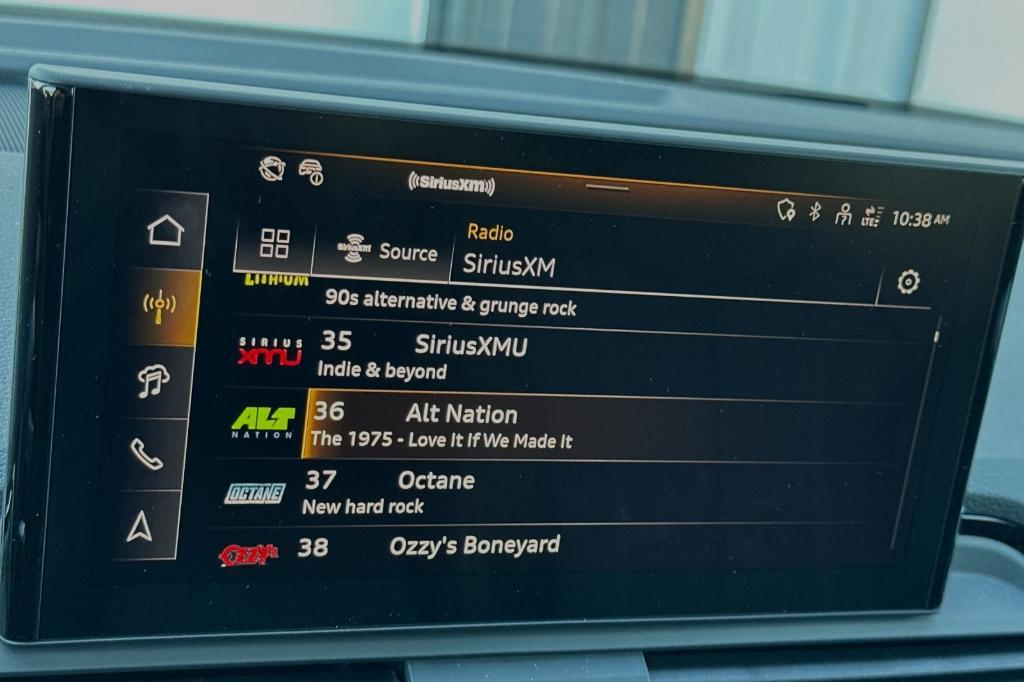 SiriusXM
LTE
10:38 AM
SiriusXM
Source
Radio
SiriusXM
LITHIUM
90s alternative & grunge rock
SIRIUS
XMU
35 SiriusXMU
Indie & beyond
ALT
NATION
36 Alt Nation
The 1975 - Love It If We Made It
OCTANE
37 Octane
New hard rock
OZZY'S
38 Ozzy's Boneyard